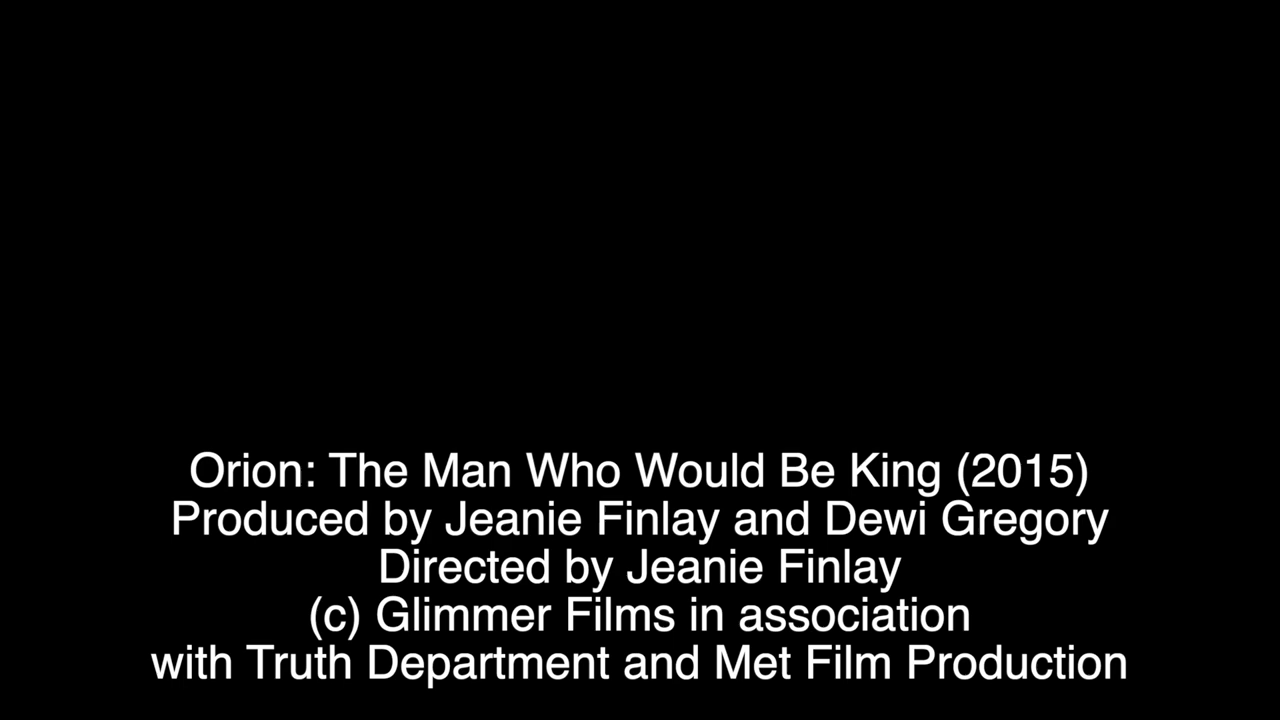 Orion: The Man Who Would Be King (2015)
Produced by Jeanie Finlay and Dewi Gregory
Directed by Jeanie Finlay
(c) Glimmer Films in association
with Truth Department and Met Film Production